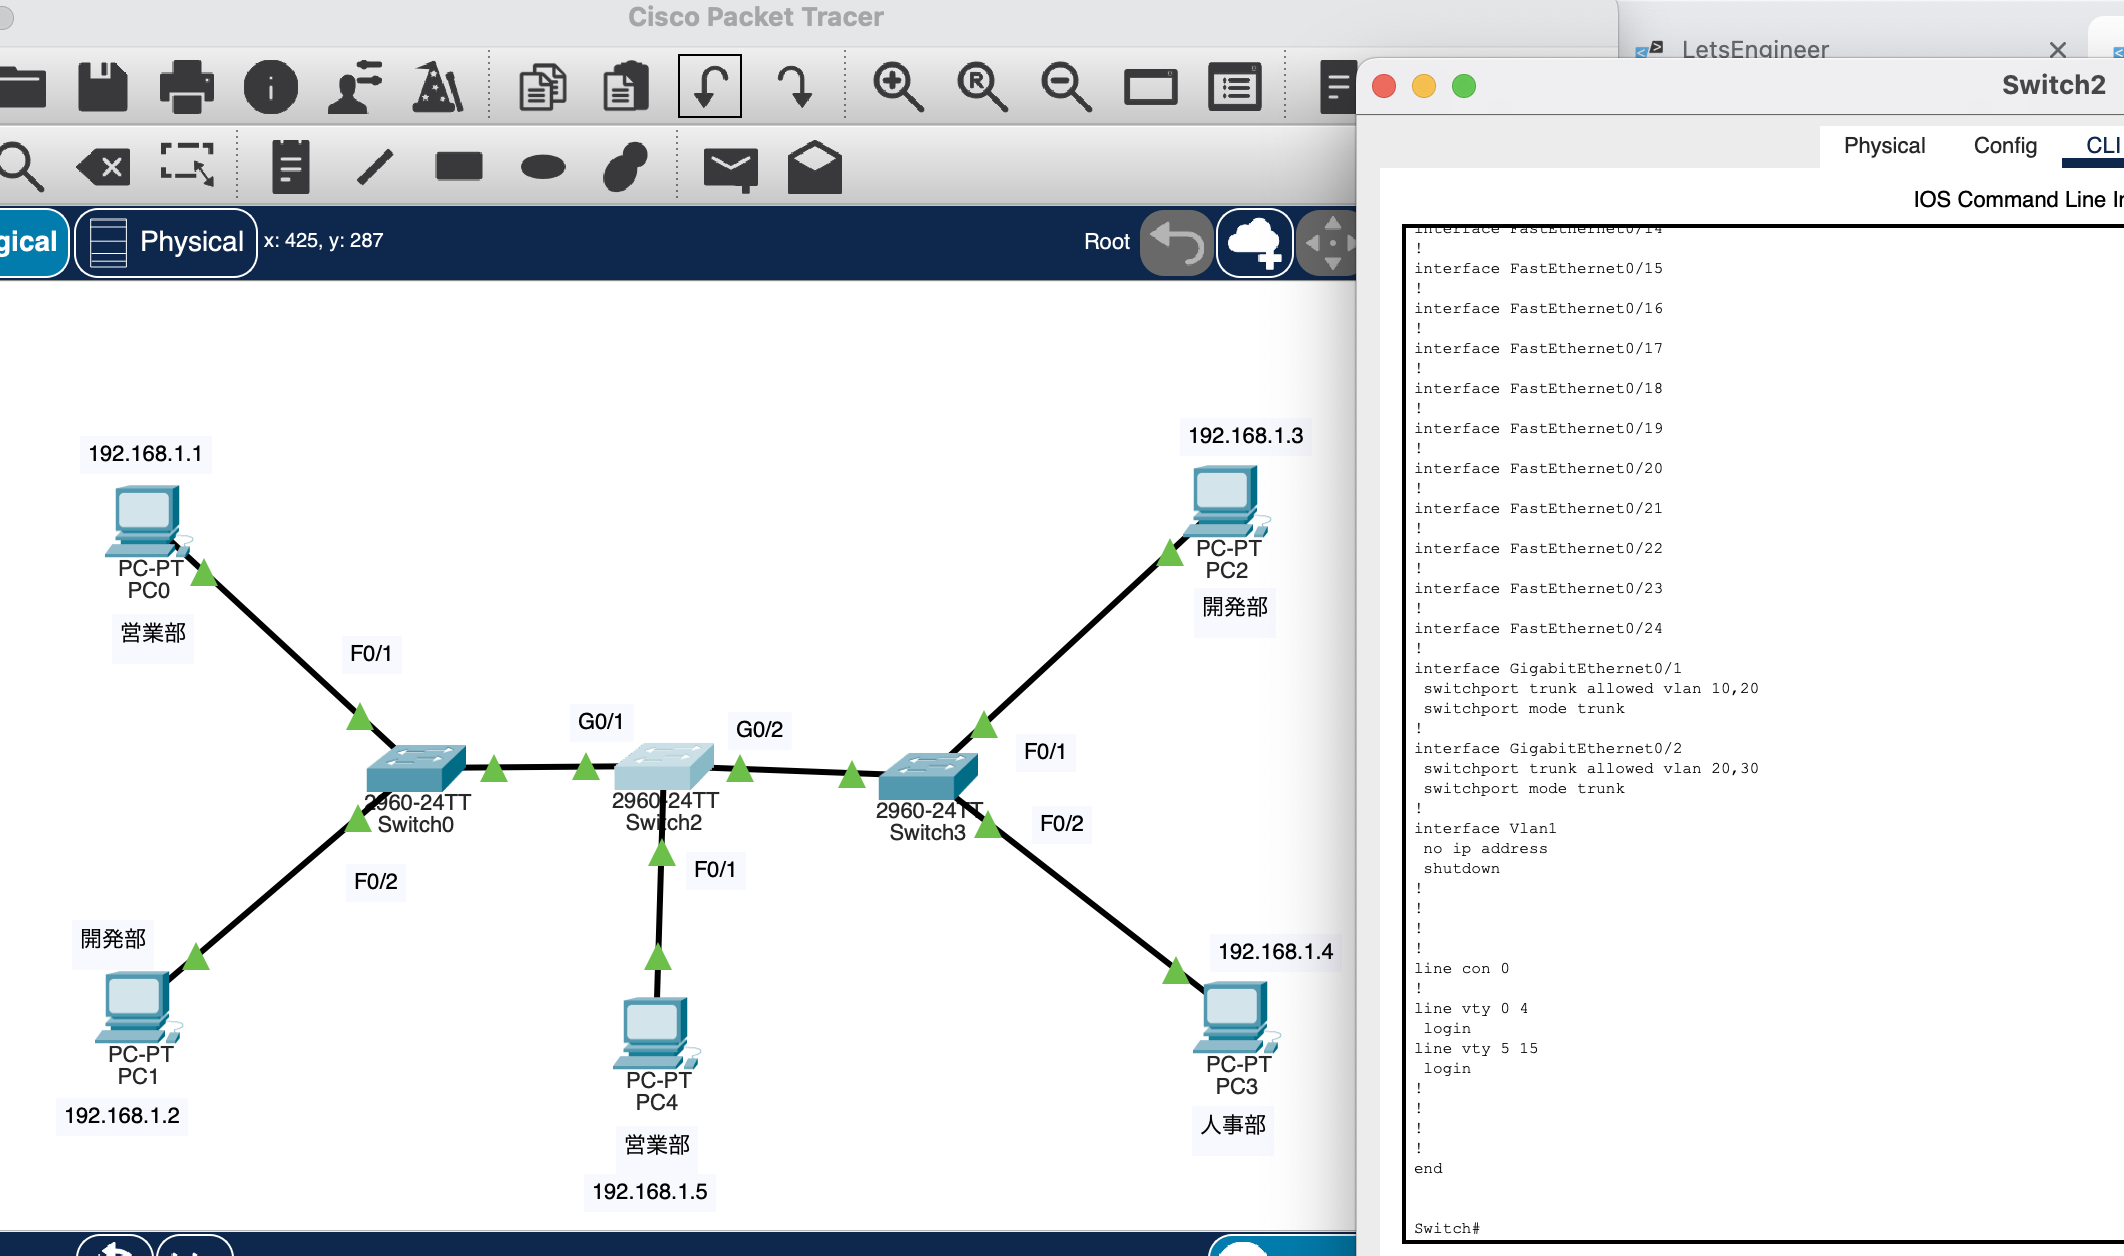 Cisco Packet Tracer
LetsEngineer
gical
Physical
x: 425, y: 287
Root
192.168.1.1
PC-PT
PC0
営業部
F0/1
192.168.1.3
PC-PT
PC2
開発部
G0/1
G0/2
F0/1
2960-24TT
Switch0
2960-24TT
Switch2
2960-24TT
Switch3
F0/2
F0/1
F0/2
開発部
PC-PT
PC1
192.168.1.2
PC-PT
PC4
営業部
192.168.1.5
192.168.1.4
PC-PT
PC3
人事部
Switch2
Physical
Config
CLI
IOS Command Line
interface FastEthernet0/14
!
interface FastEthernet0/15
!
interface FastEthernet0/16
!
interface FastEthernet0/17
!
interface FastEthernet0/18
!
interface FastEthernet0/19
!
interface FastEthernet0/20
!
interface FastEthernet0/21
!
interface FastEthernet0/22
!
interface FastEthernet0/23
!
interface FastEthernet0/24
!
interface GigabitEthernet0/1
switchport trunk allowed vlan 10,20
switchport mode trunk
!
interface GigabitEthernet0/2
switchport trunk allowed vlan 20,30
switchport mode trunk
!
interface Vlan1
no ip address
shutdown
!
!
!
!
line con 0
!
line vty 0 4
login
line vty 5 15
login
!
!
!
!
end
Switch#